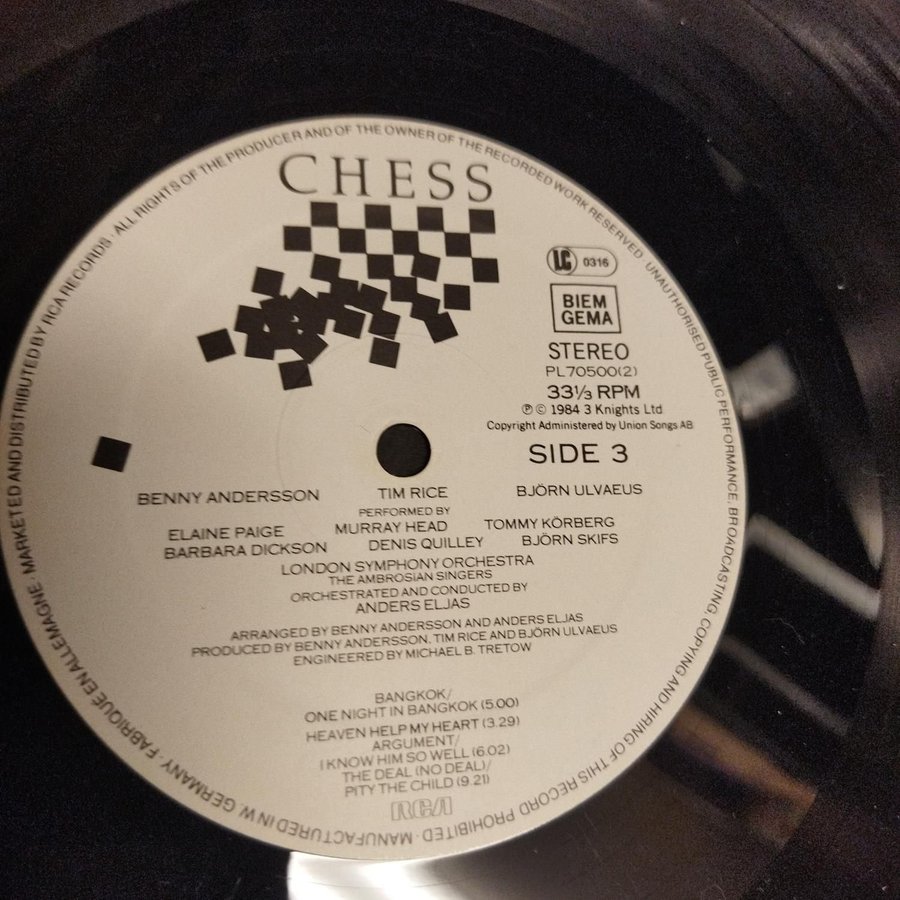 CHESS
LC 0316
BIEM
GEMA
STEREO
PL70500(2)
33⅓ RPM
℗ © 1984 3 Knights Ltd
Copyright Administered by Union Songs AB
SIDE 3
BENNY ANDERSSON TIM RICE BJÖRN ULVAEUS
PERFORMED BY
ELAINE PAIGE MURRAY HEAD TOMMY KÖRBERG
BARBARA DICKSON DENIS QUILLEY BJÖRN SKIFS
LONDON SYMPHONY ORCHESTRA
THE AMBROSIAN SINGERS
ORCHESTRATED AND CONDUCTED BY
ANDERS ELJAS
ARRANGED BY BENNY ANDERSSON AND ANDERS ELJAS
PRODUCED BY BENNY ANDERSSON, TIM RICE AND BJÖRN ULVAEUS
ENGINEERED BY MICHAEL B. TRETOW
BANGKOK/
ONE NIGHT IN BANGKOK (5.00)
HEAVEN HELP MY HEART (3.29)
ARGUMENT/
I KNOW HIM SO WELL (6.02)
THE DEAL (NO DEAL)/
PITY THE CHILD (9.21)
RCA
MANUFACTURED IN W. GERMANY · FABRIQUÉ EN ALLEMAGNE · MARKETED AND DISTRIBUTED BY RCA RECORDS · ALL RIGHTS OF THE PRODUCER AND OF THE OWNER OF THE RECORDED WORK RESERVED · UNAUTHORISED PUBLIC PERFORMANCE, BROADCASTING, COPYING AND HIRING OF THIS RECORD PROHIBITED ·